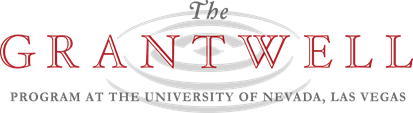 The
GRANTWELL
PROGRAM AT THE UNIVERSITY OF NEVADA, LAS VEGAS